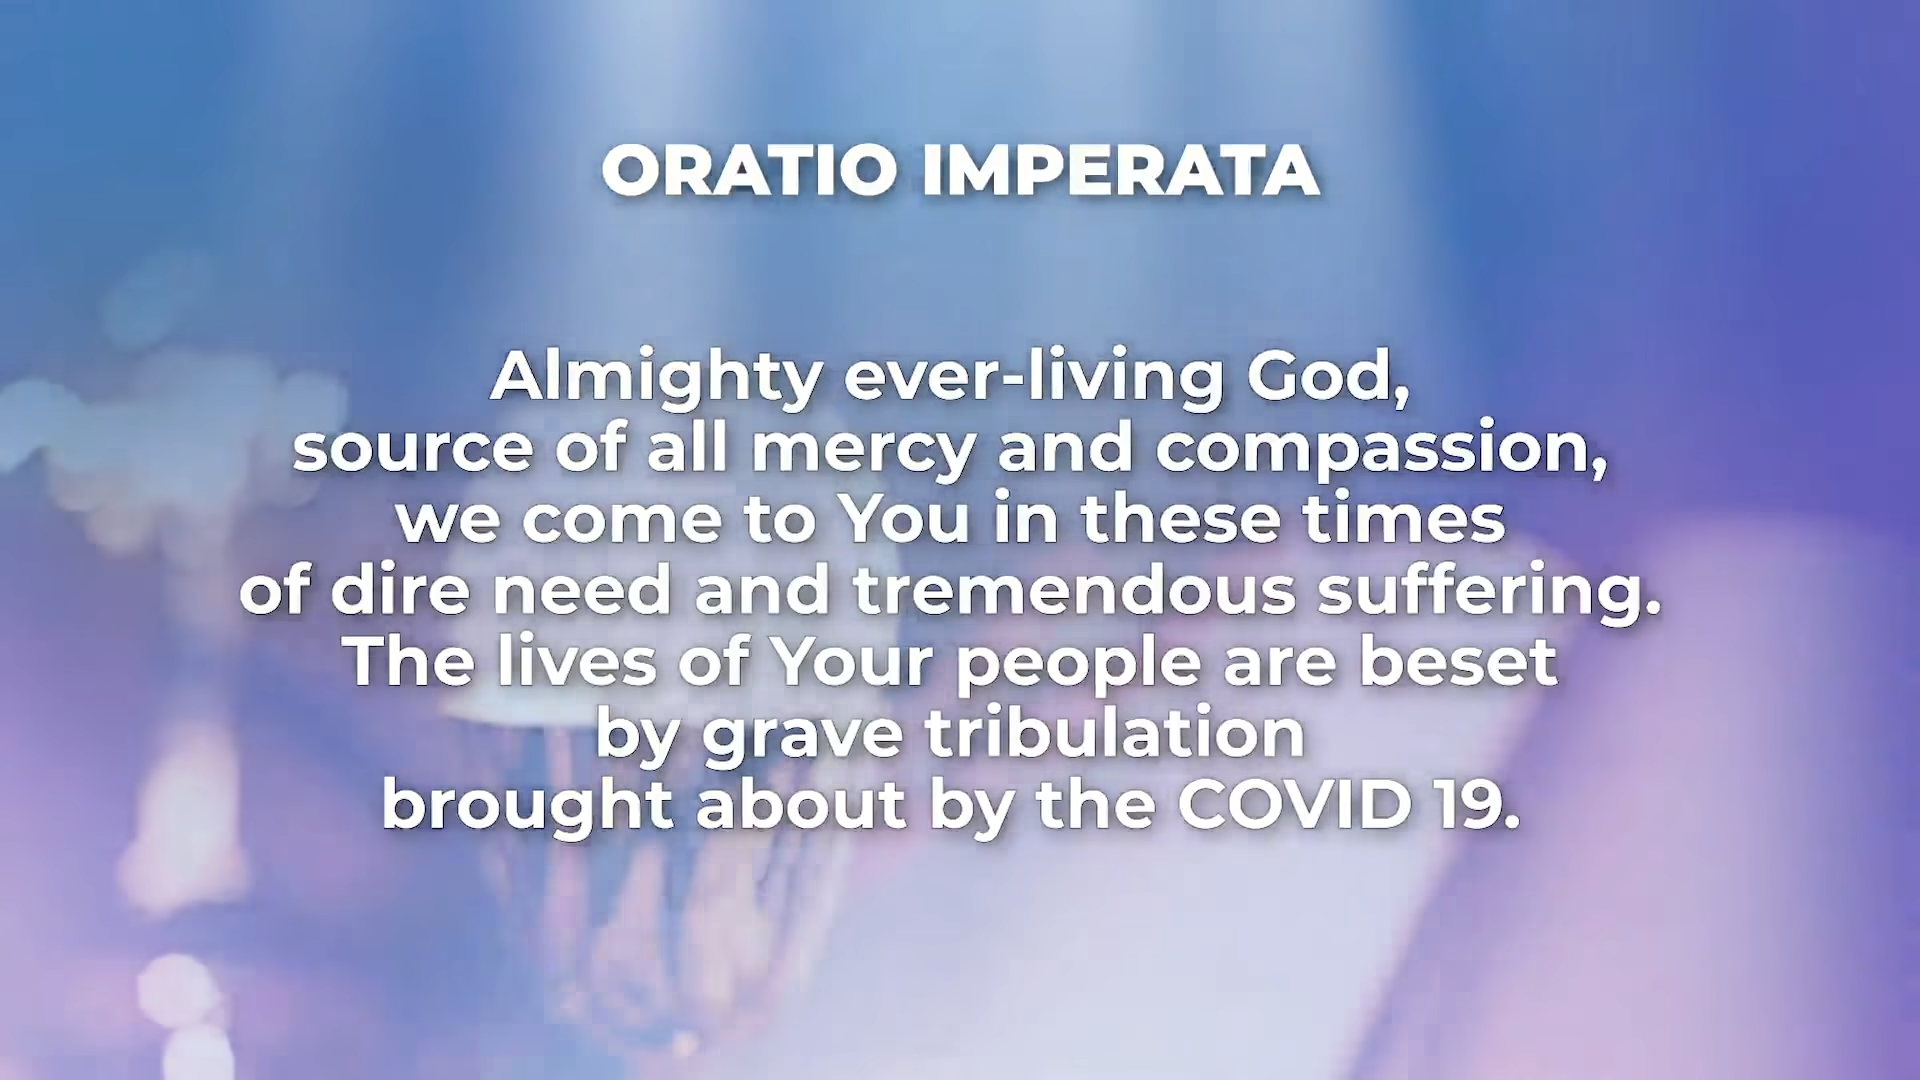 ORATIO IMPERATA
Almighty ever-living God,
source of all mercy and compassion,
we come to You in these times
of dire need and tremendous suffering.
The lives of Your people are beset
by grave tribulation
brought about by the COVID 19.